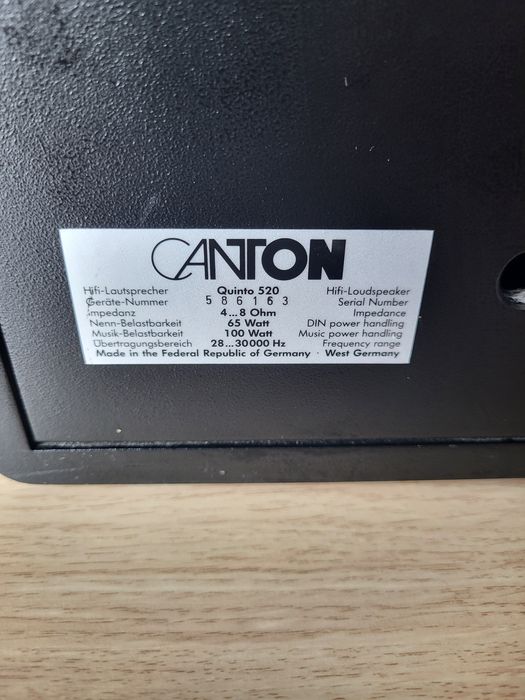 CANTON
Hifi-Lautsprecher Quinto 520 Hifi-Loudspeaker
Geräte-Nummer 586163 Serial Number
Impedanz 4...8 Ohm Impedance
Nenn-Belastbarkeit 65 Watt DIN power handling
Musik-Belastbarkeit 100 Watt Music power handling
Übertragungsbereich 28...30000 Hz Frequency range
Made in the Federal Republic of Germany · West Germany